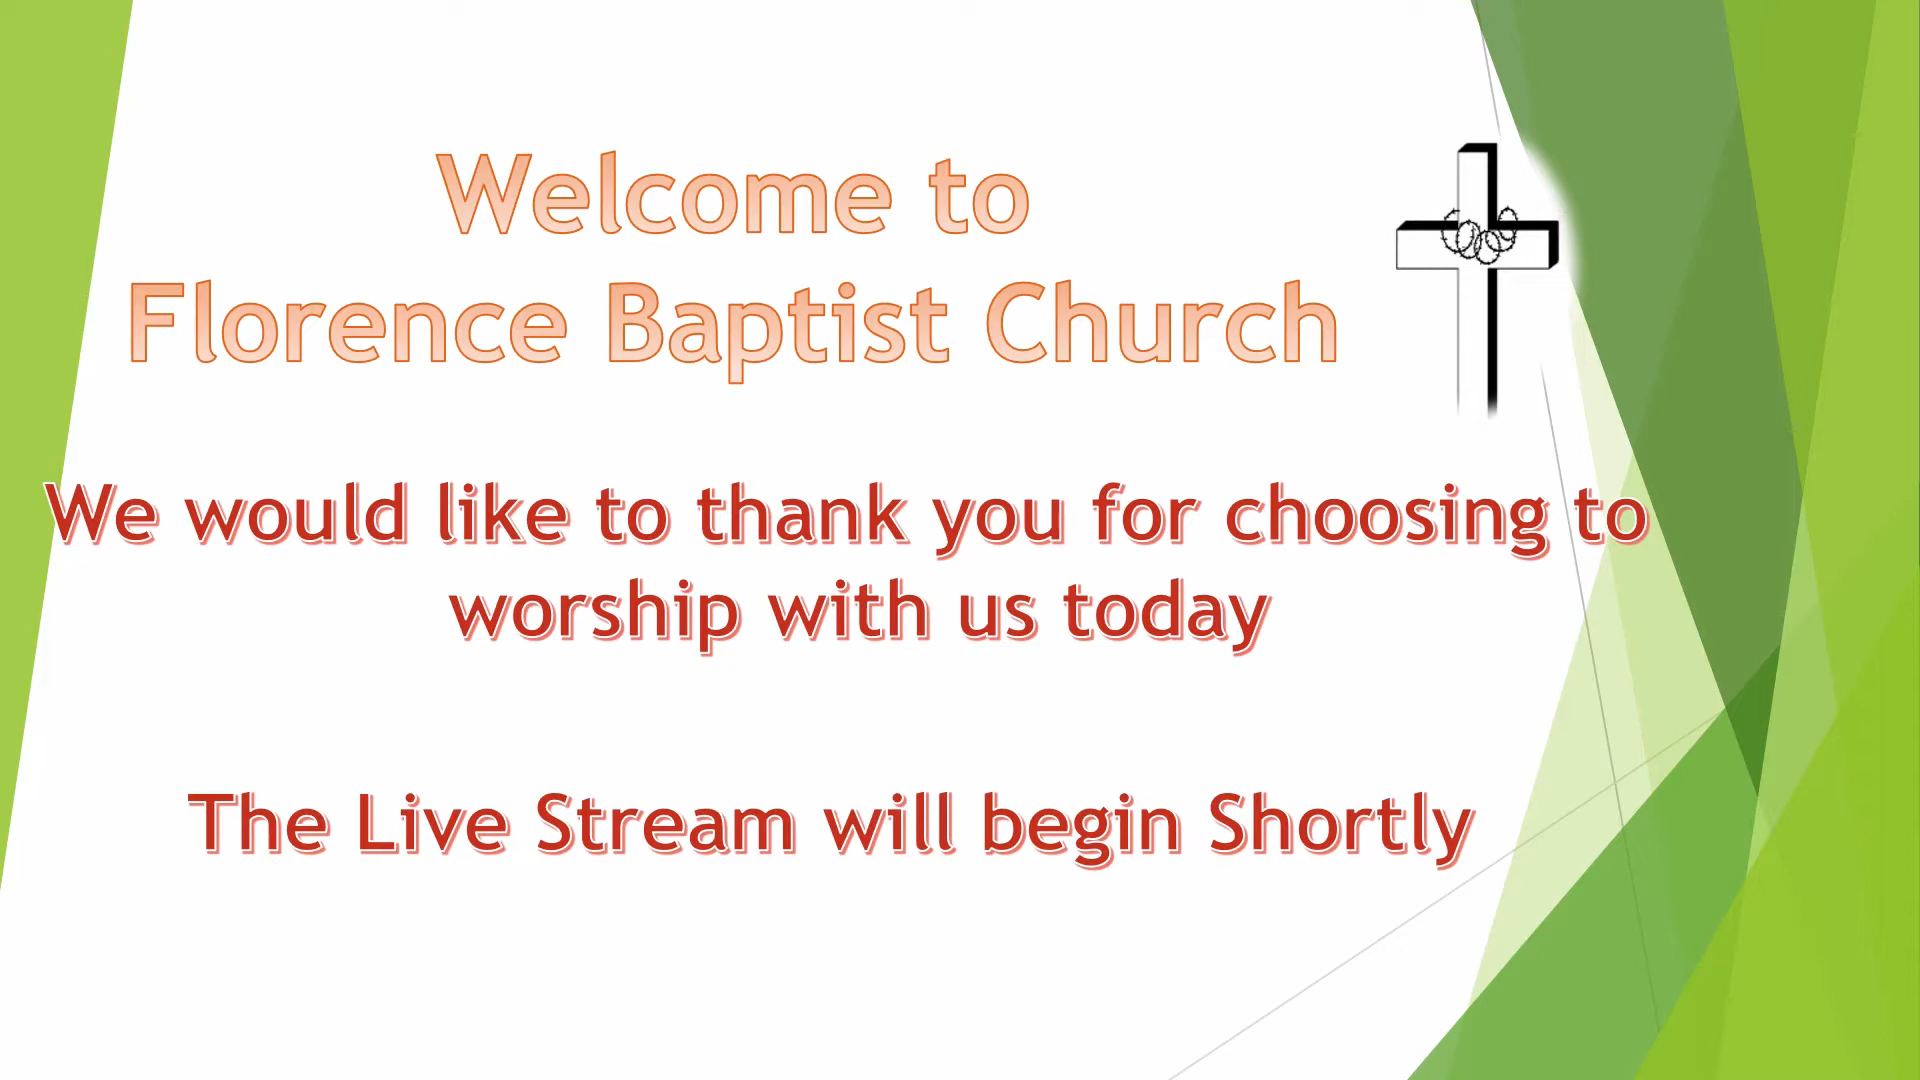 Welcome to
Florence Baptist Church
We would like to thank you for choosing to
worship with us today
The Live Stream will begin Shortly